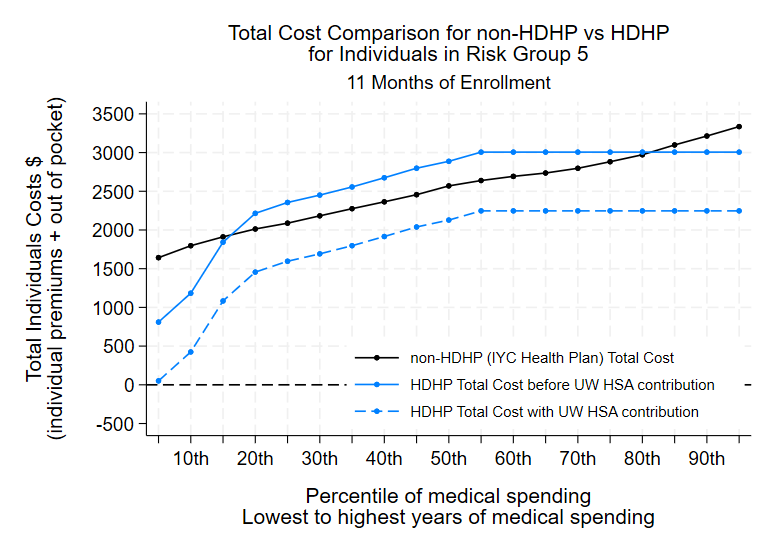 Total Cost Comparison for non-HDHP vs HDHP
for Individuals in Risk Group 5
11 Months of Enrollment
Total Individuals Costs $
(individual premiums + out of pocket)
3500
3000
2500
2000
1500
1000
500
0
-500
non-HDHP (IYC Health Plan) Total Cost
HDHP Total Cost before UW HSA contribution
HDHP Total Cost with UW HSA contribution
10th 20th 30th 40th 50th 60th 70th 80th 90th
Percentile of medical spending
Lowest to highest years of medical spending